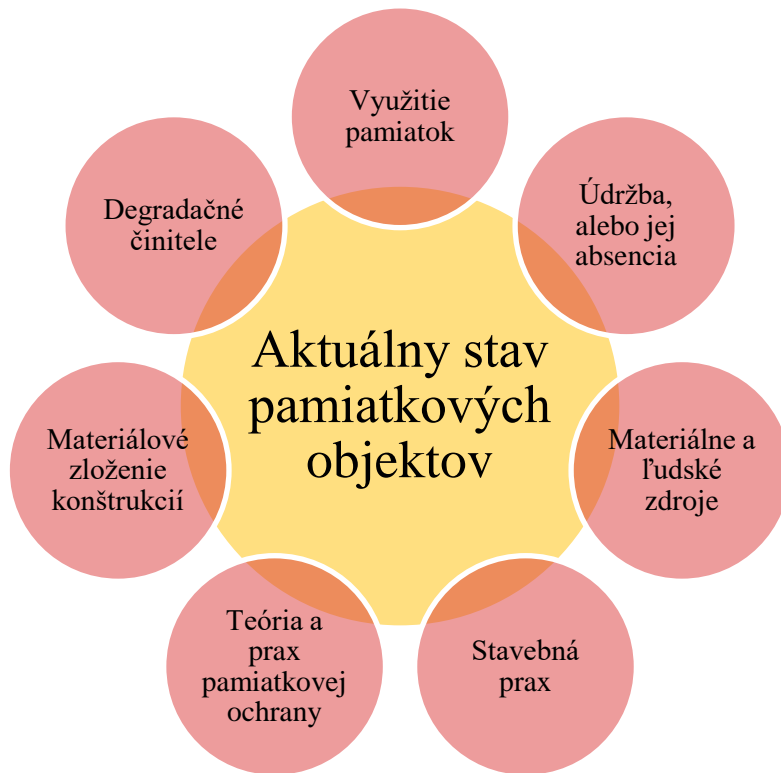 Využitie
pamiatok
Údržba,
alebo jej
absencia
Materiálne a
ľudské
zdroje
Stavebná
prax
Teória a
prax
pamiatkovej
ochrany
Materiálové
zloženie
konštrukcií
Degradačné
činitele
Aktuálny stav
pamiatkových
objektov